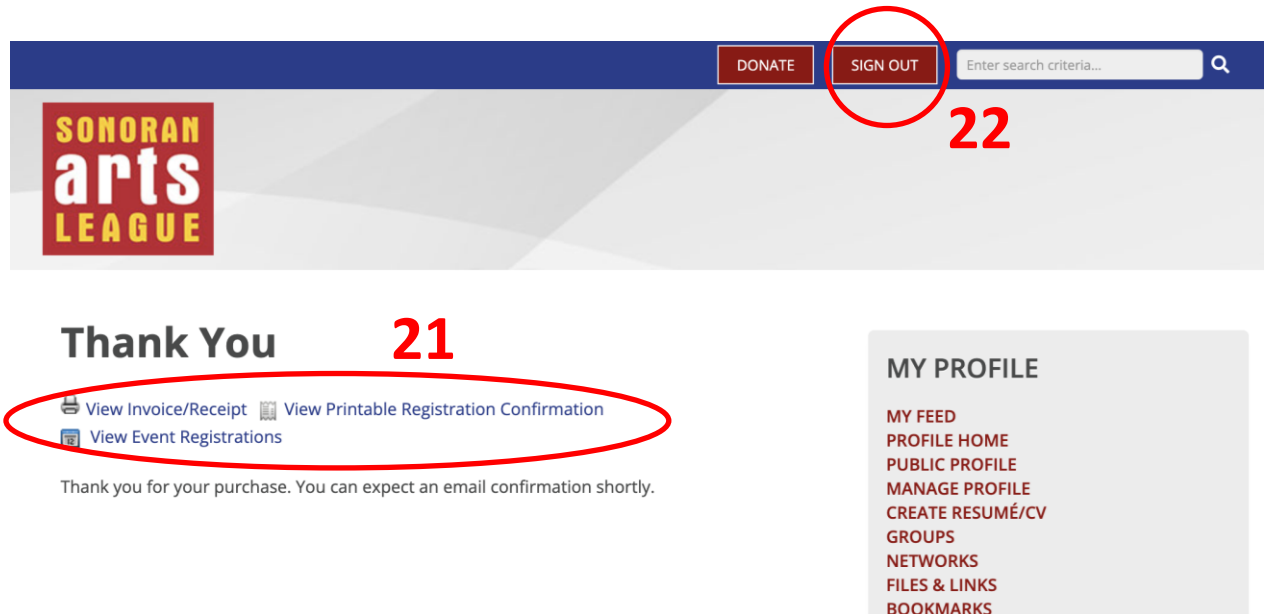 DONATE SIGN OUT Enter search criteria...
22
SONORAN
arts
LEAGUE
Thank You 21
View Invoice/Receipt View Printable Registration Confirmation
View Event Registrations
Thank you for your purchase. You can expect an email confirmation shortly.
MY PROFILE
MY FEED
PROFILE HOME
PUBLIC PROFILE
MANAGE PROFILE
CREATE RESUMÉ/CV
GROUPS
NETWORKS
FILES & LINKS
BOOKMARKS